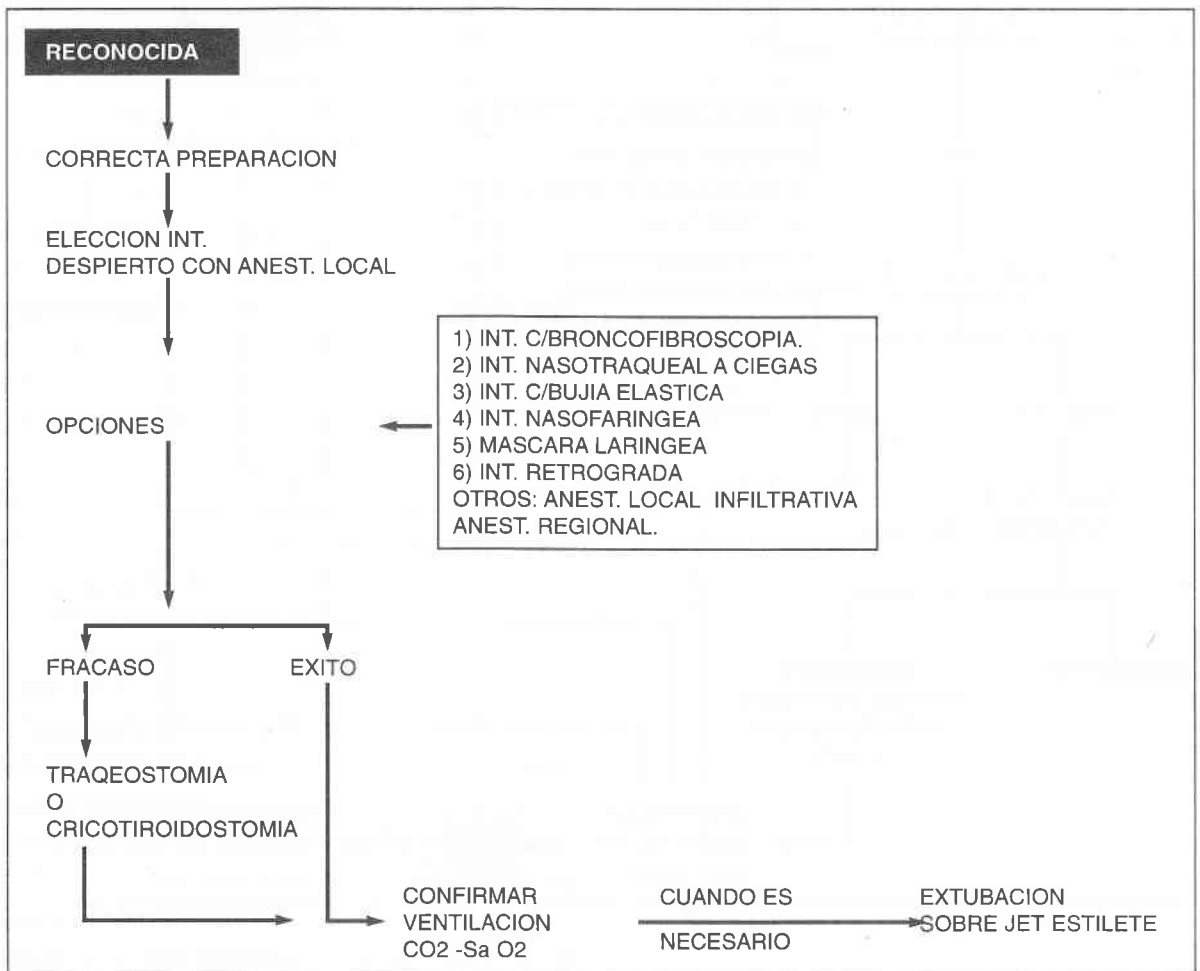 RECONOCIDA
CORRECTA PREPARACION
ELECCION INT.
DESPIERTO CON ANEST. LOCAL
OPCIONES
1) INT. C/BRONCOFIBROSCOPIA.
2) INT. NASOTRAQUEAL A CIEGAS
3) INT. C/BUJIA ELASTICA
4) INT. NASOFARINGEA
5) MASCARA LARINGEA
6) INT. RETROGRADA
OTROS: ANEST. LOCAL INFILTRATIVA
ANEST. REGIONAL.
FRACASO
EXITO
TRAQEOSTOMIA
O
CRICOTIROIDOSTOMIA
CONFIRMAR
VENTILACION
CO2 -Sa O2
CUANDO ES
NECESARIO
EXTUBACION
SOBRE JET ESTILETE